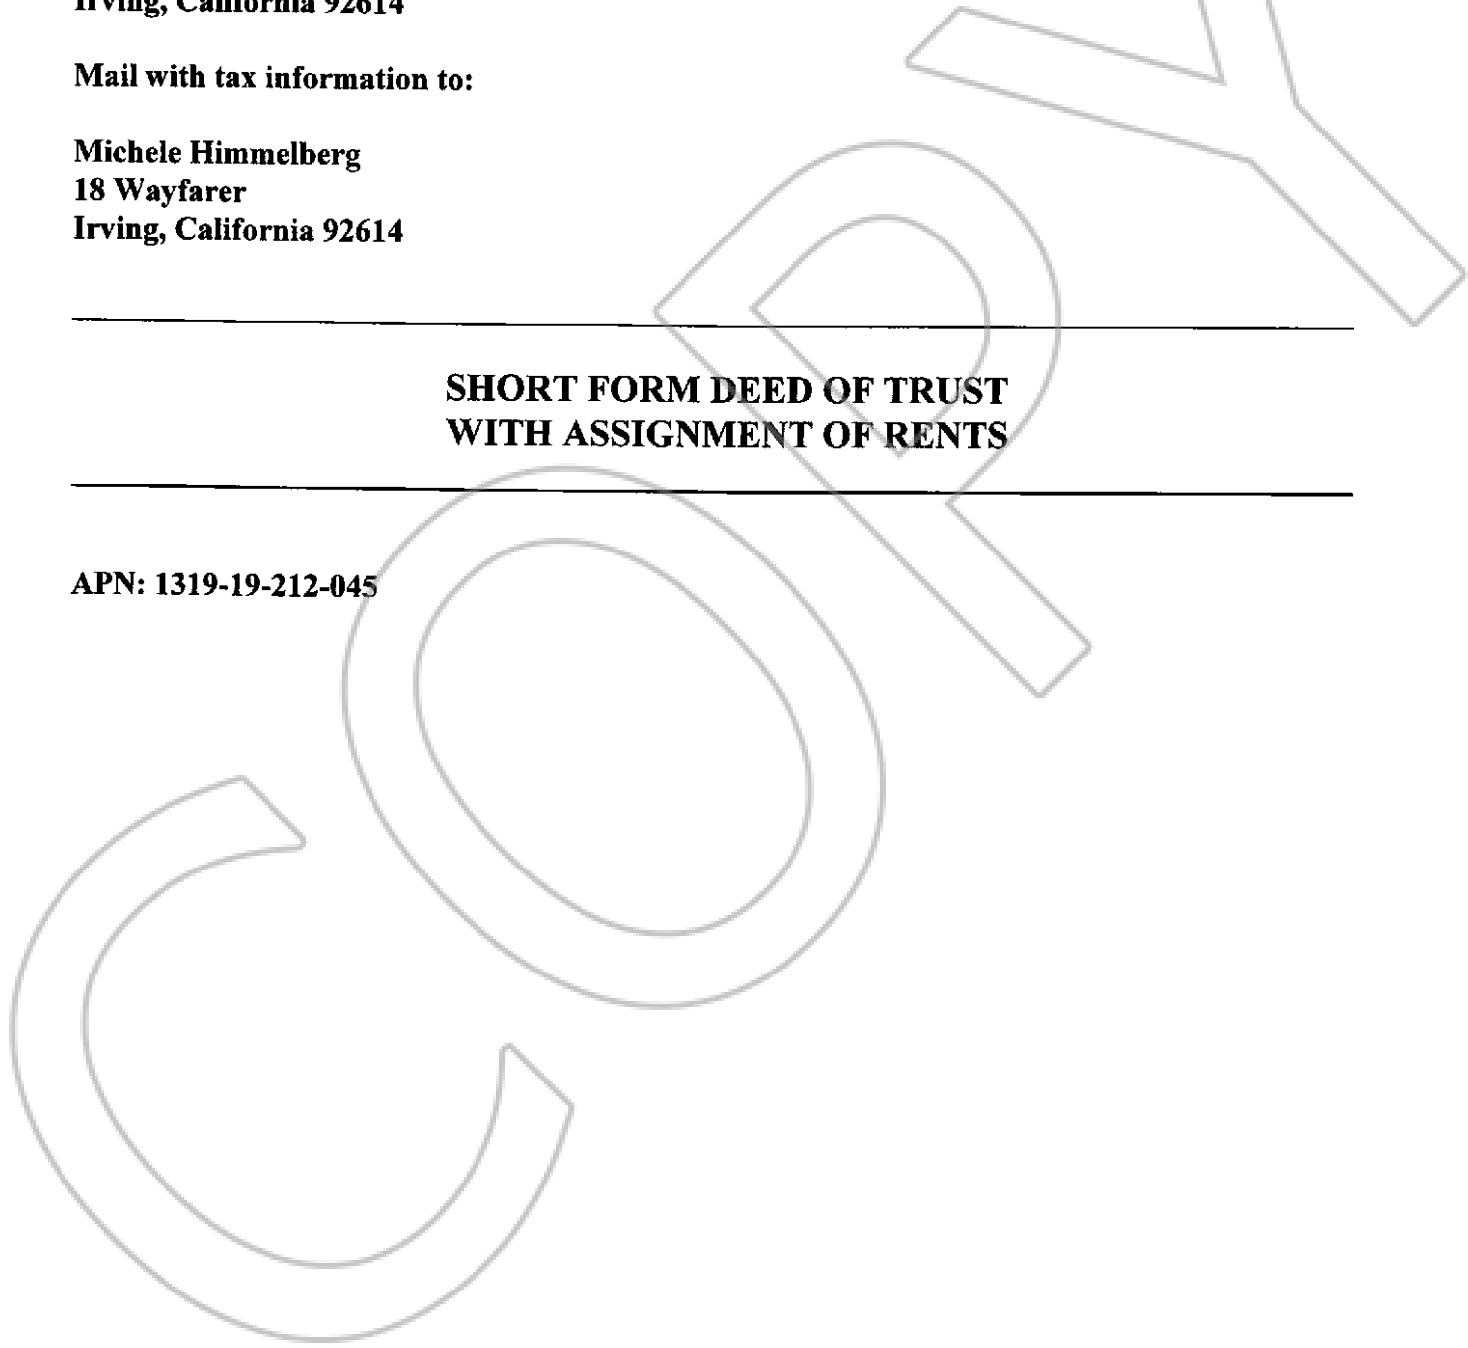 Irving, California 92614
Mail with tax information to:
Michele Himmelberg
18 Wayfarer
Irving, California 92614
SHORT FORM DEED OF TRUST
WITH ASSIGNMENT OF RENTS
APN: 1319-19-212-045
COPY